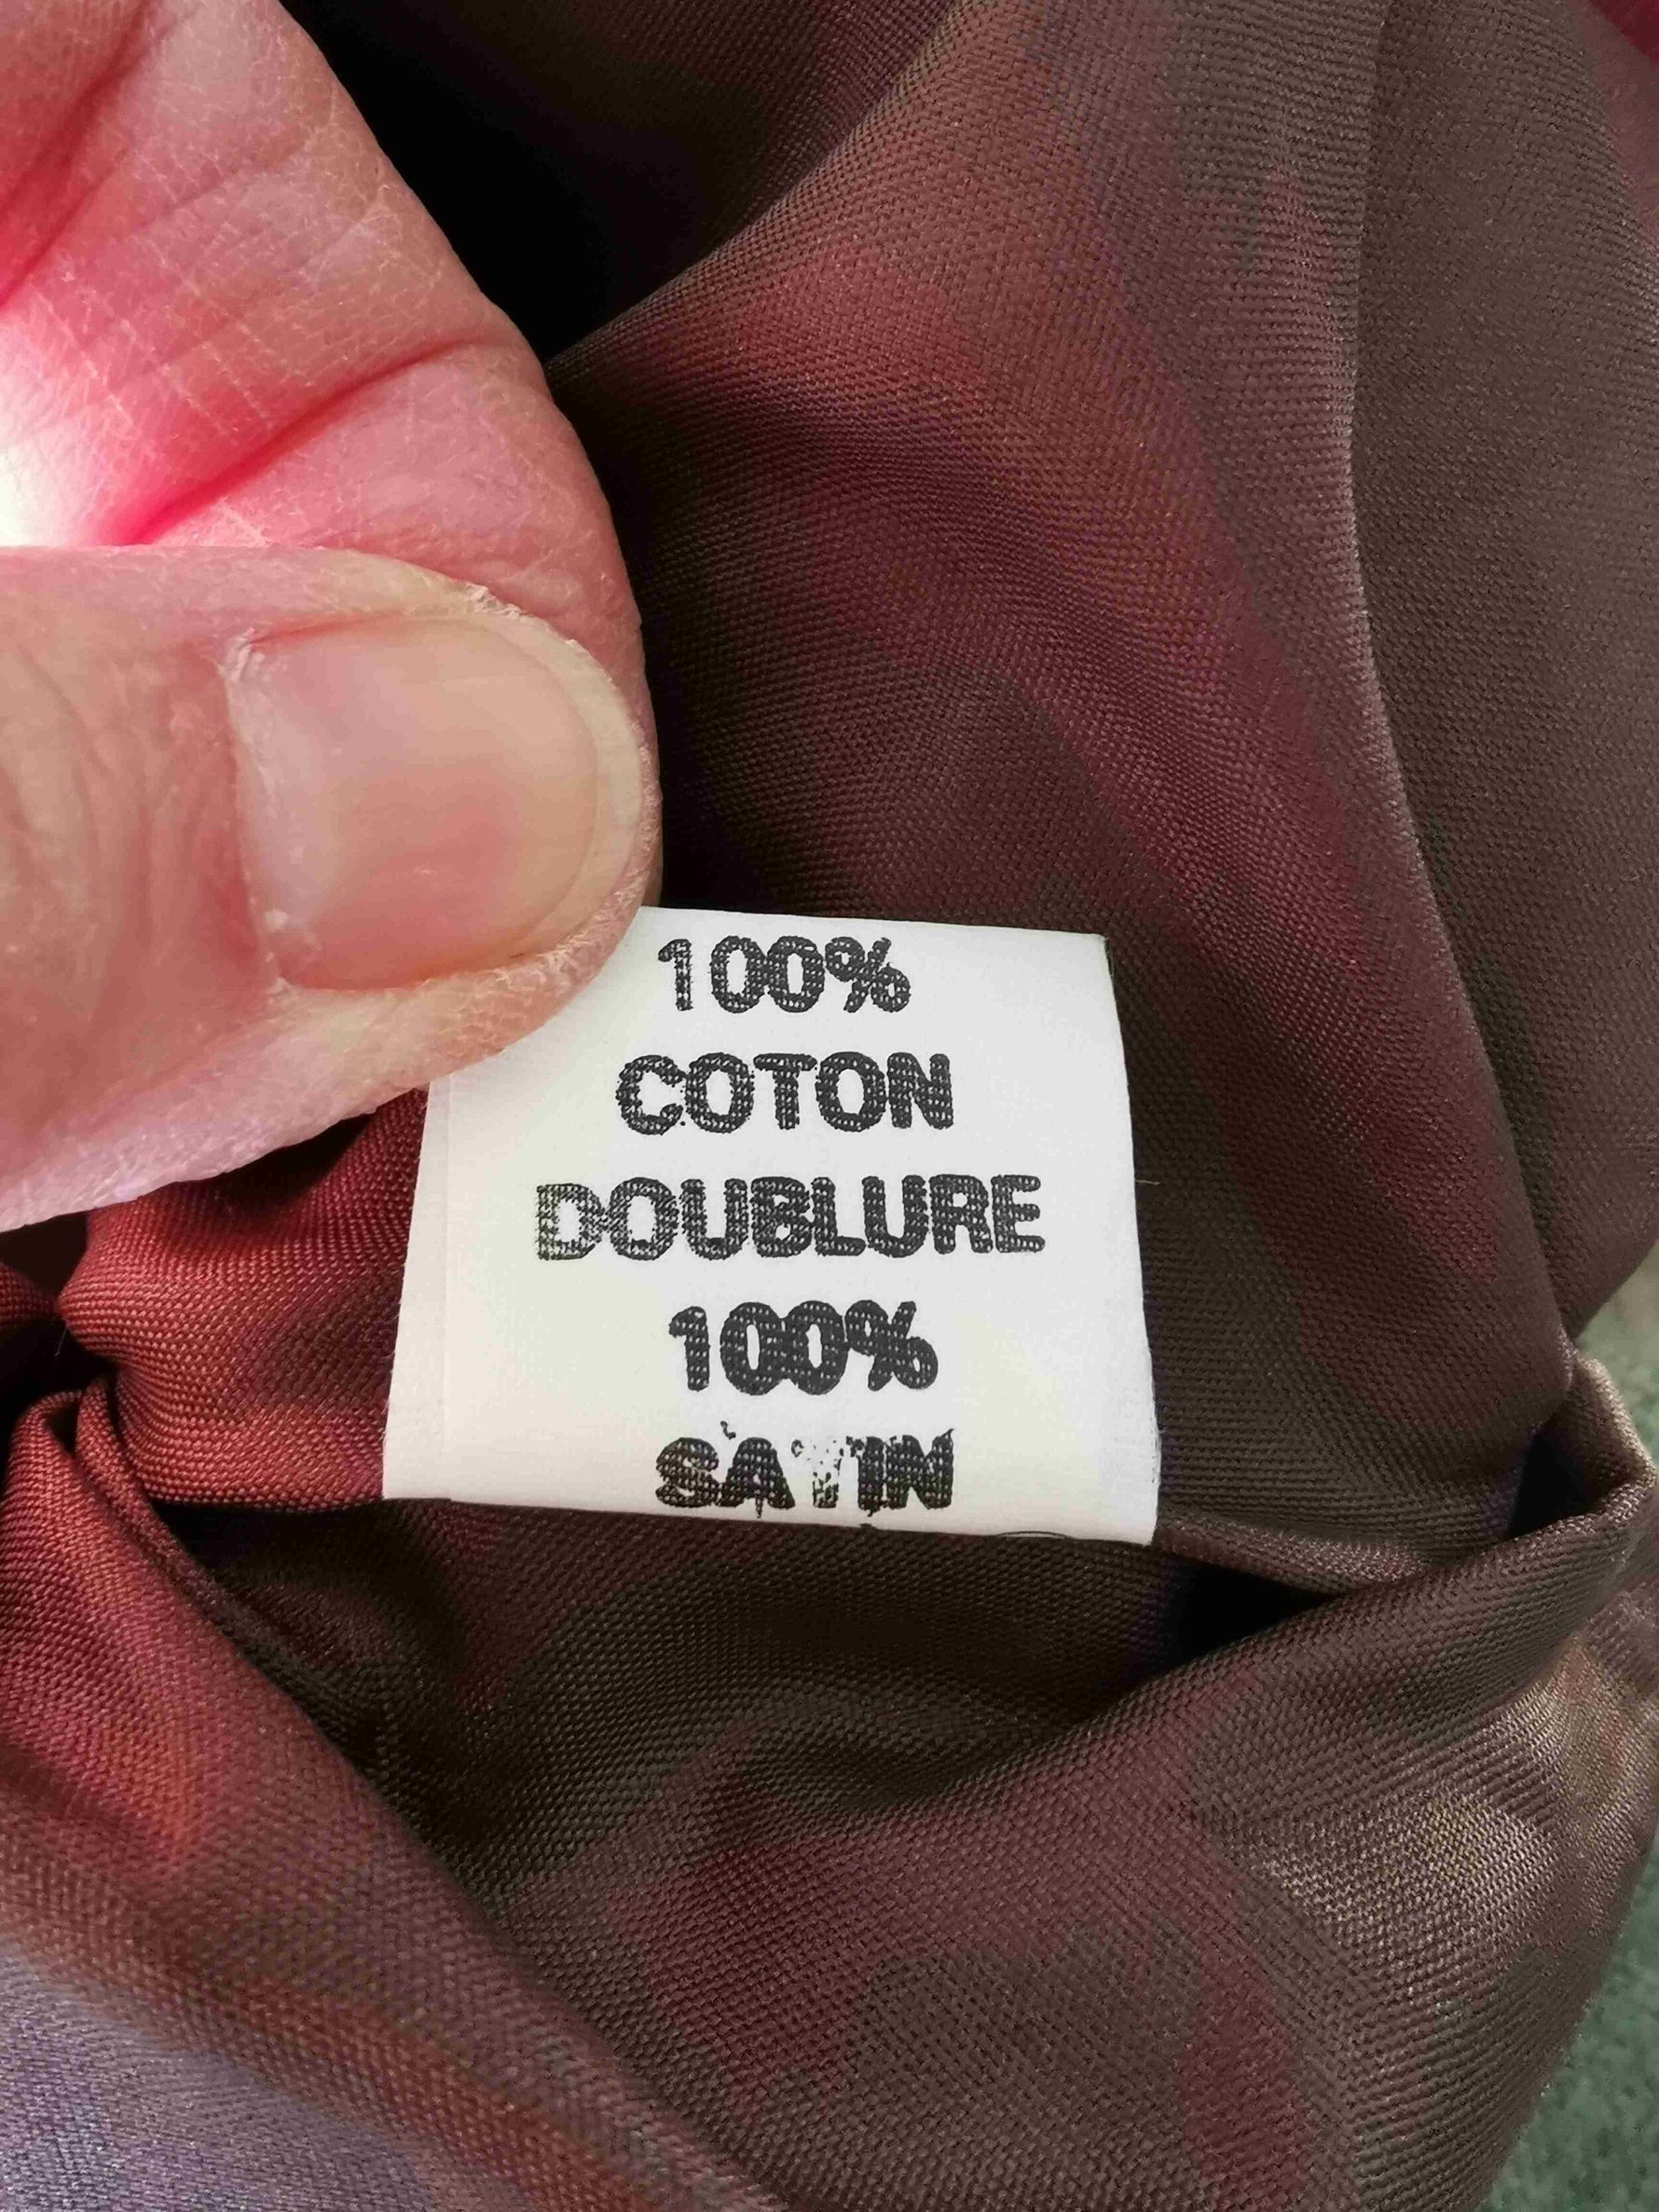 100%
COTON
DOUBLURE
100%
SATIN